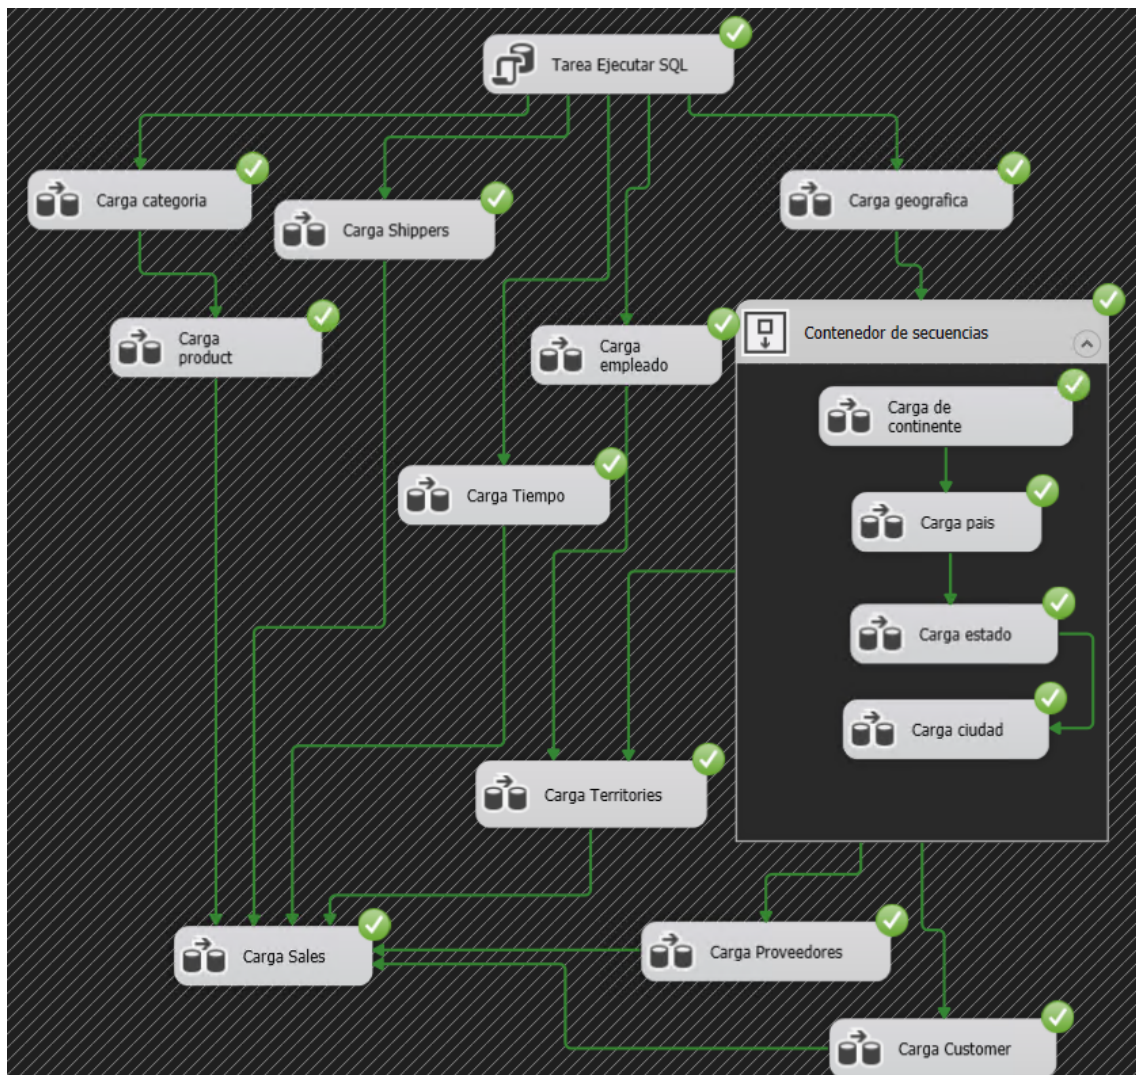 Tarea Ejecutar SQL
Carga categoria
Carga Shippers
Carga geografica
Carga
product
Carga
empleado
Contenedor de secuencias
Carga de
continente
Carga Tiempo
Carga pais
Carga estado
Carga ciudad
Carga Territories
Carga Sales
Carga Proveedores
Carga Customer